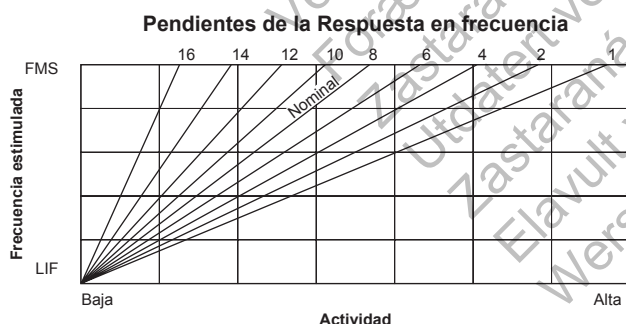 Pendientes de la Respuesta en frecuencia
16 14 12 10 8 6 4 2 1
FMS
Nominal
Frecuencia estimulada
LIF
Baja Alta
Actividad
Zastaraná